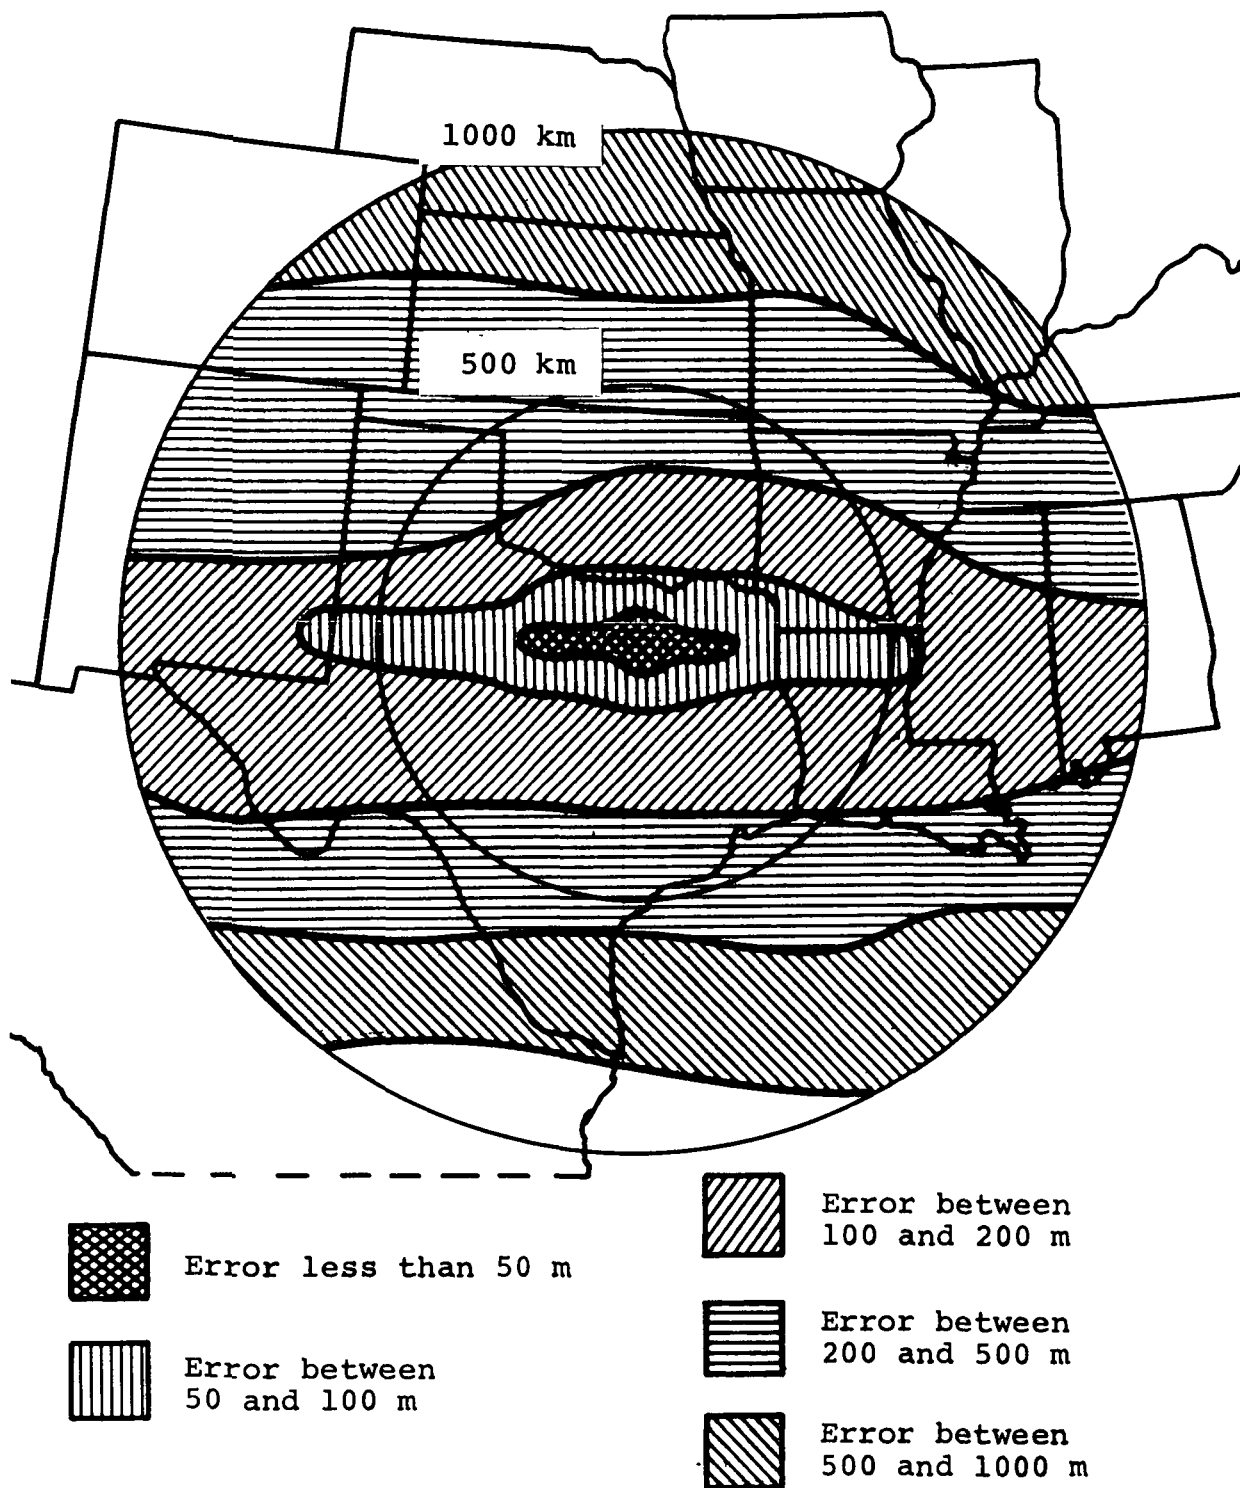 1000 km
500 km
Error less than 50 m
Error between
50 and 100 m
Error between
100 and 200 m
Error between
200 and 500 m
Error between
500 and 1000 m